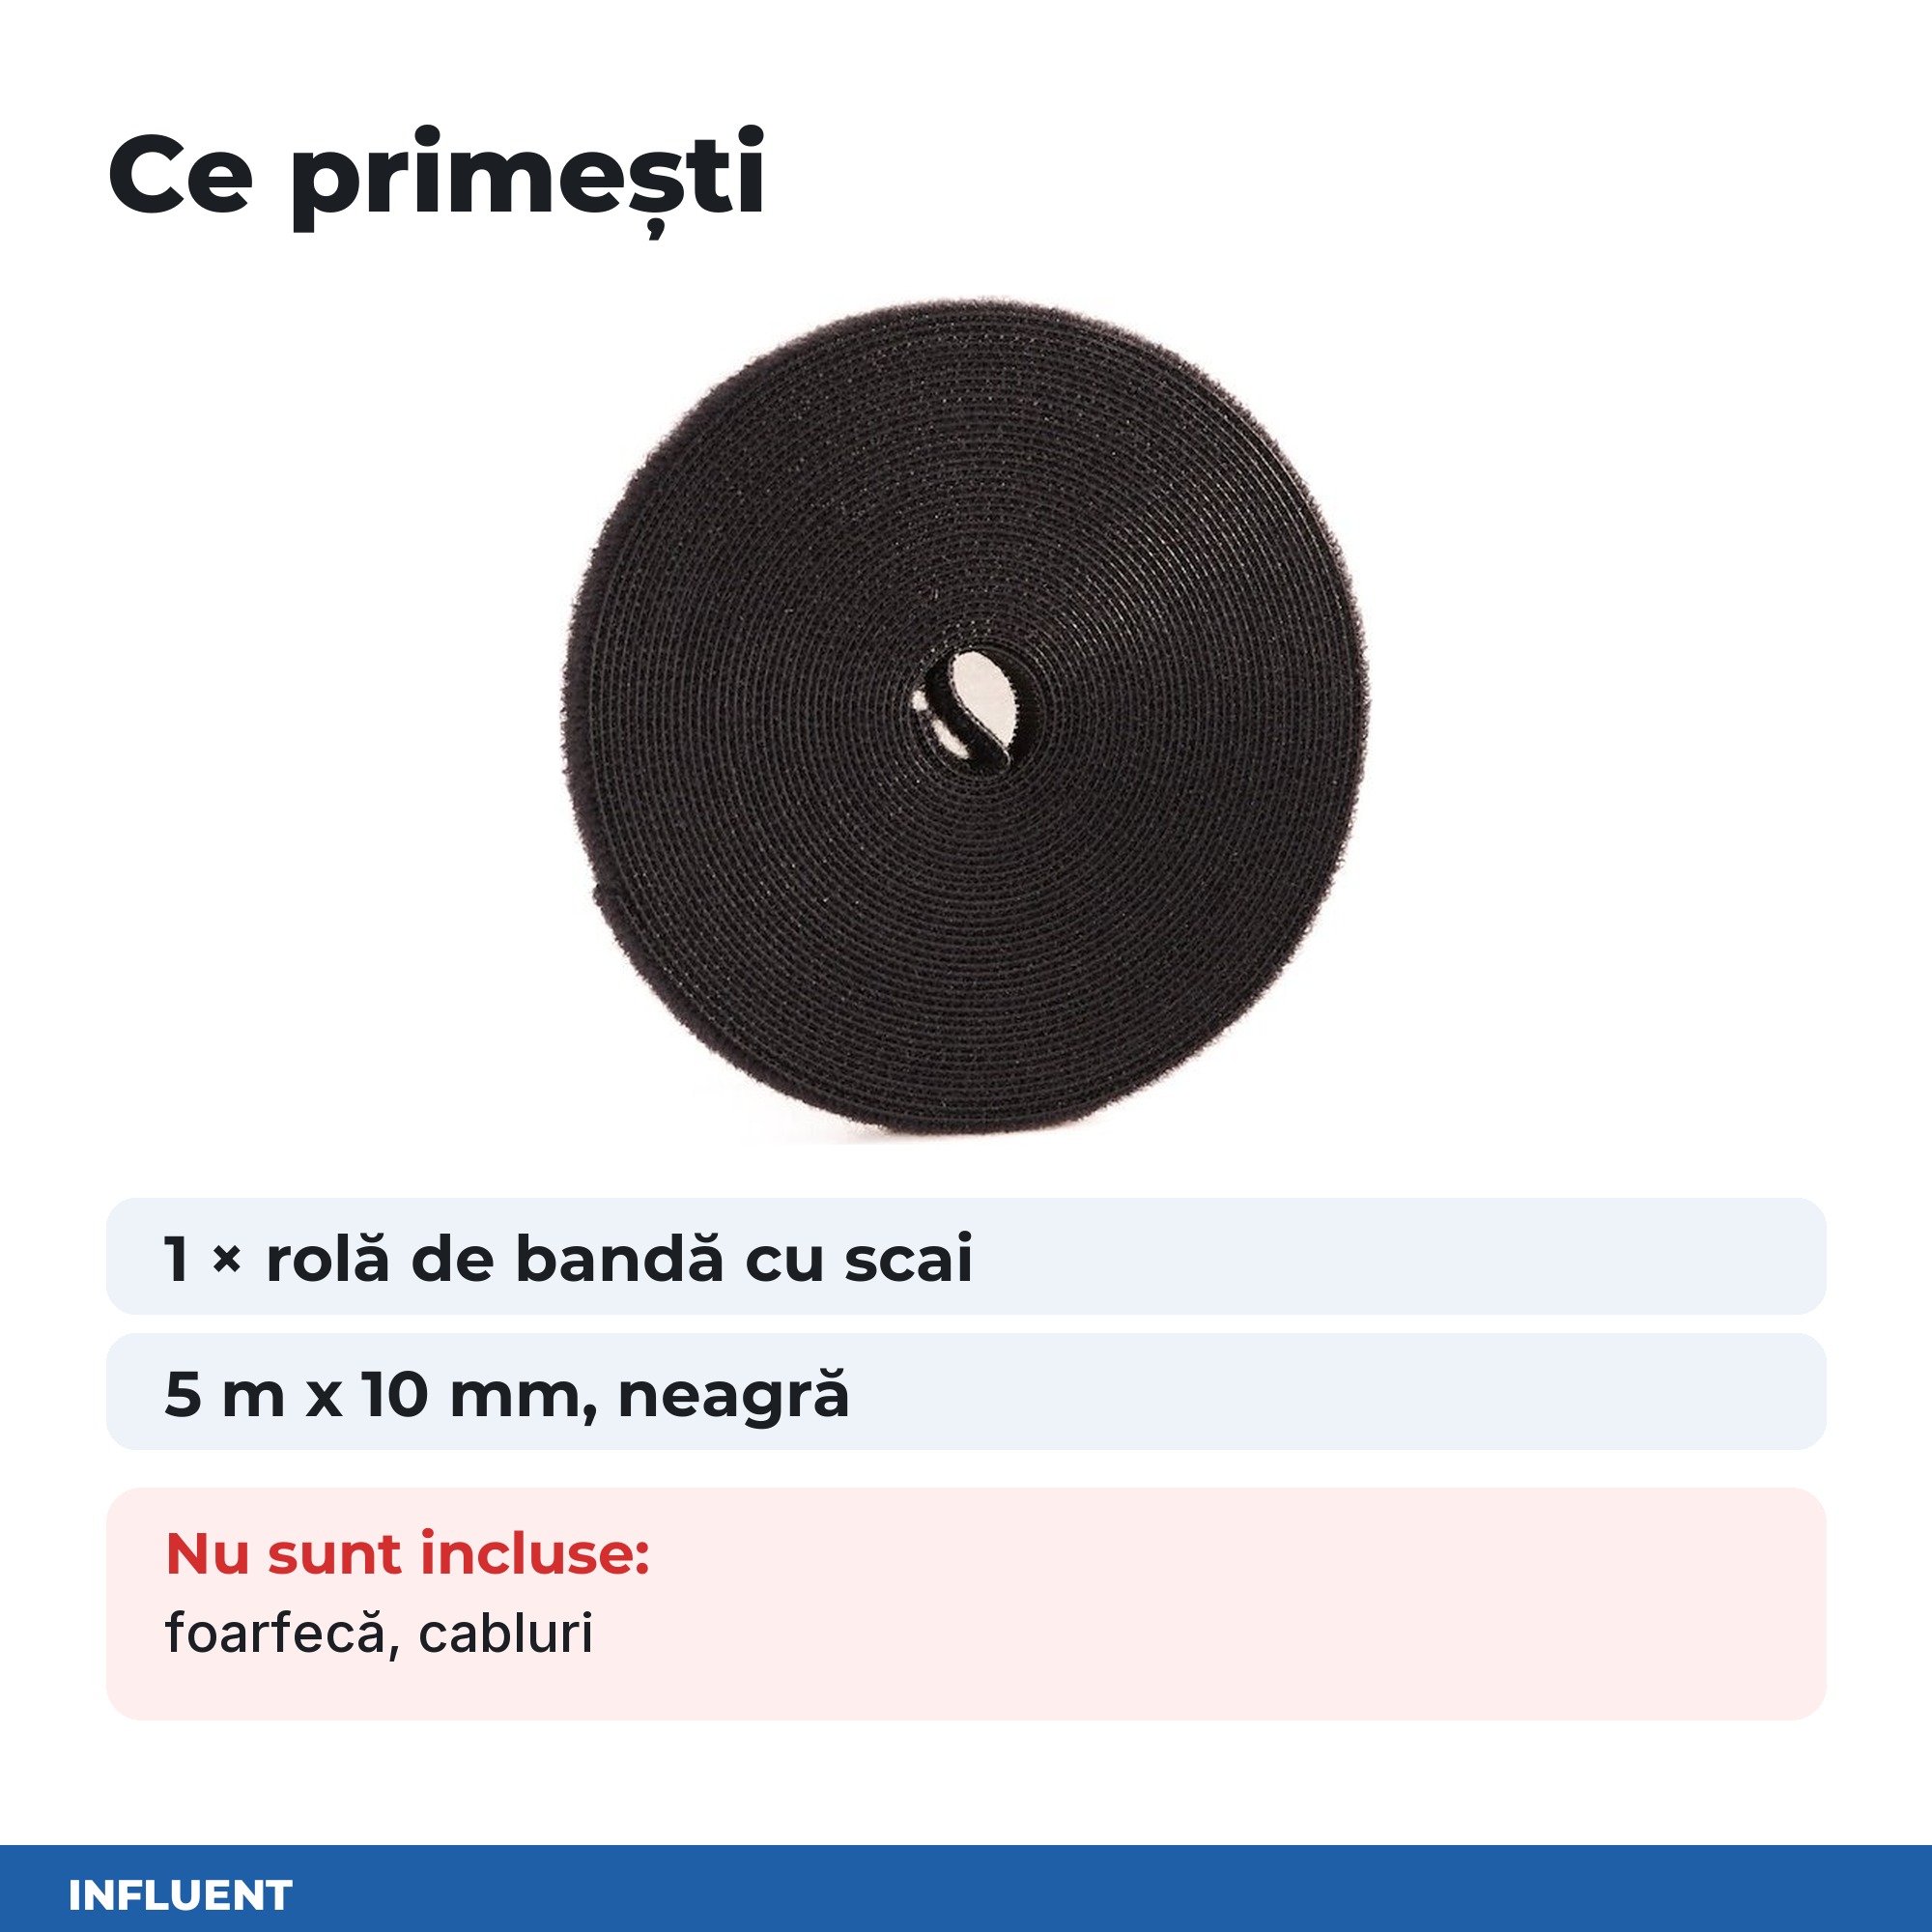 Ce primești
1 × rolă de bandă cu scai
5 m x 10 mm, neagră
Nu sunt incluse:
foarfecă, cabluri
INFLUENT